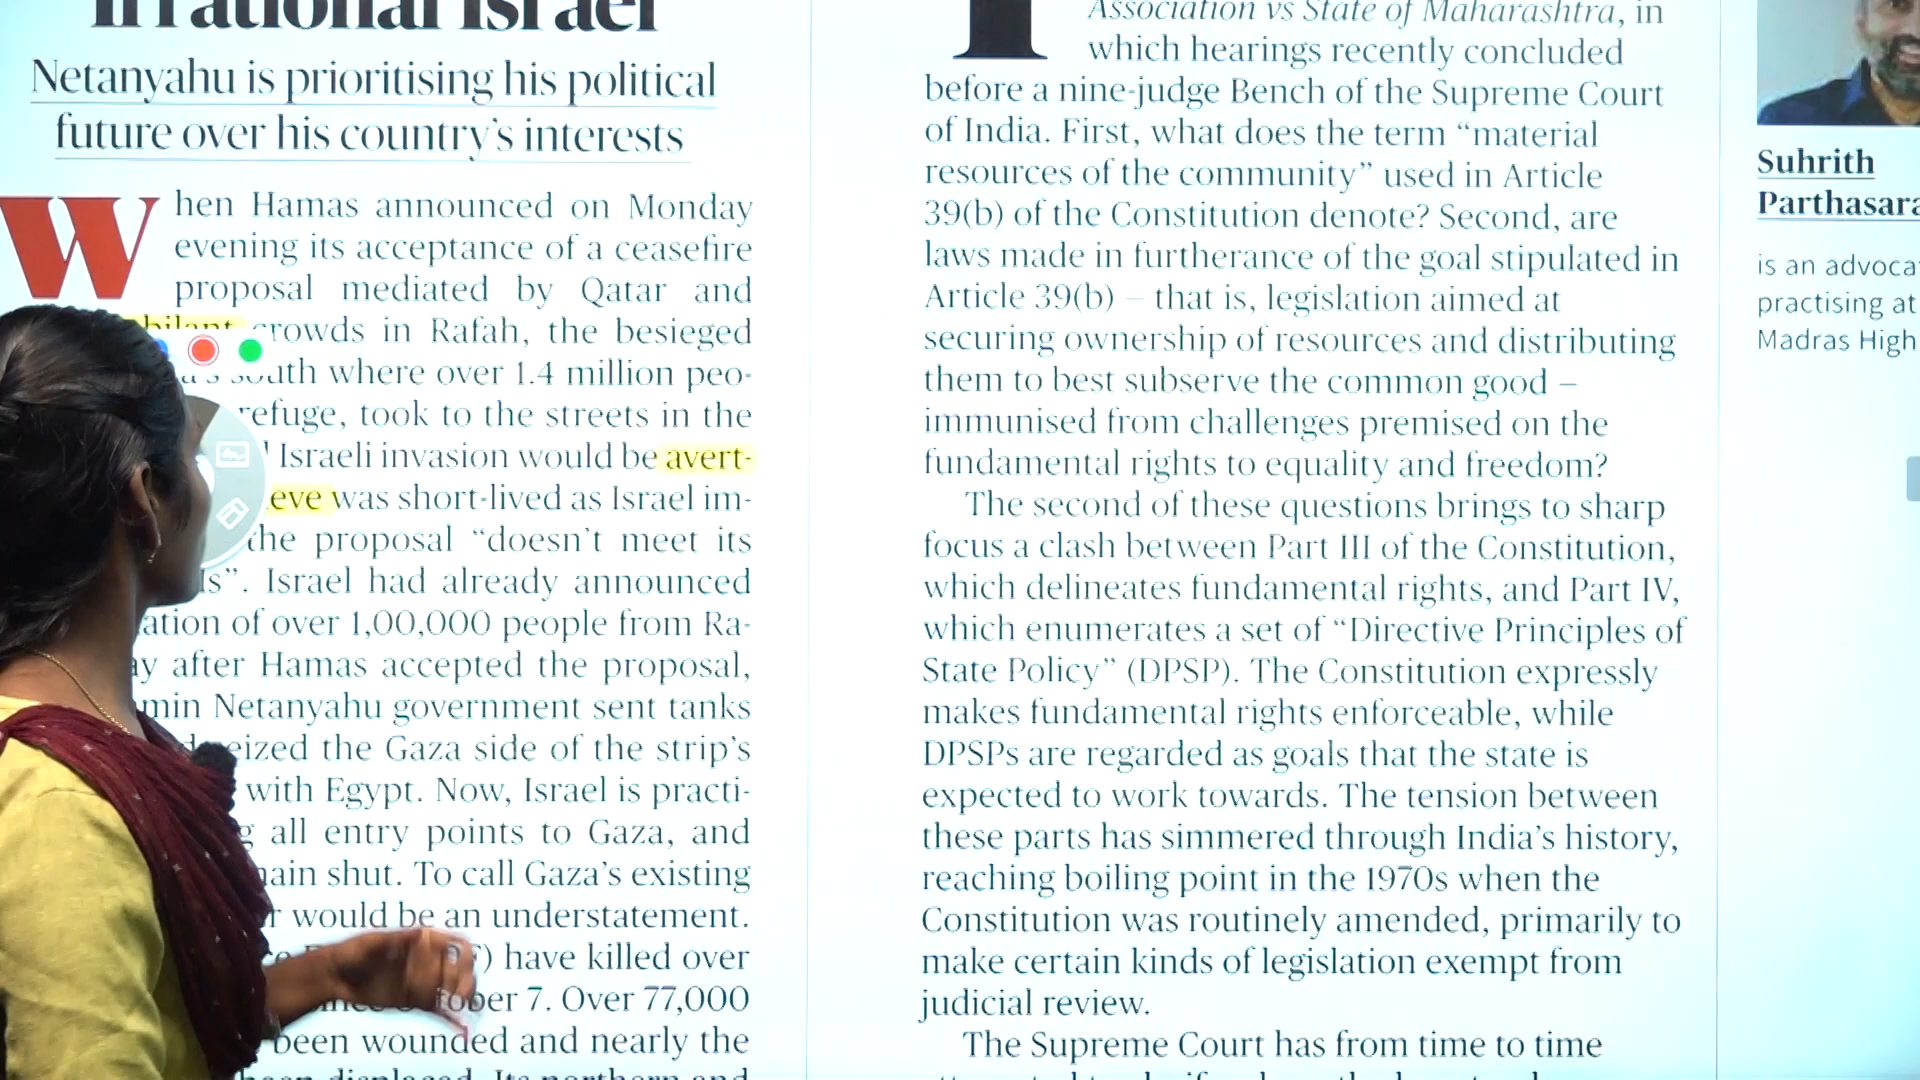 Irrational Israel
Netanyahu is prioritising his political
future over his country's interests
When Hamas announced on Monday
evening its acceptance of a ceasefire
proposal mediated by Qatar and
crowds in Rafah, the besieged
where over 1.4 million peo-
refuge, took to the streets in the
Israeli invasion would be avert-
was short-lived as Israel im-
the proposal “doesn't meet its
”. Israel had already announced
of over 1,00,000 people from Ra-
after Hamas accepted the proposal,
Netanyahu government sent tanks
the Gaza side of the strip's
with Egypt. Now, Israel is practi-
all entry points to Gaza, and
shut. To call Gaza's existing
would be an understatement.
have killed over
7. Over 77,000
been wounded and nearly the
displaced. Its northern and
Association vs State of Maharashtra, in
which hearings recently concluded
before a nine-judge Bench of the Supreme Court
of India. First, what does the term “material
resources of the community” used in Article
39(b) of the Constitution denote? Second, are
laws made in furtherance of the goal stipulated in
Article 39(b) – that is, legislation aimed at
securing ownership of resources and distributing
them to best subserve the common good –
immunised from challenges premised on the
fundamental rights to equality and freedom?
The second of these questions brings to sharp
focus a clash between Part III of the Constitution,
which delineates fundamental rights, and Part IV,
which enumerates a set of “Directive Principles of
State Policy” (DPSP). The Constitution expressly
makes fundamental rights enforceable, while
DPSPs are regarded as goals that the state is
expected to work towards. The tension between
these parts has simmered through India's history,
reaching boiling point in the 1970s when the
Constitution was routinely amended, primarily to
make certain kinds of legislation exempt from
judicial review.
The Supreme Court has from time to time
Suhrith
is an
practising at
Madras High